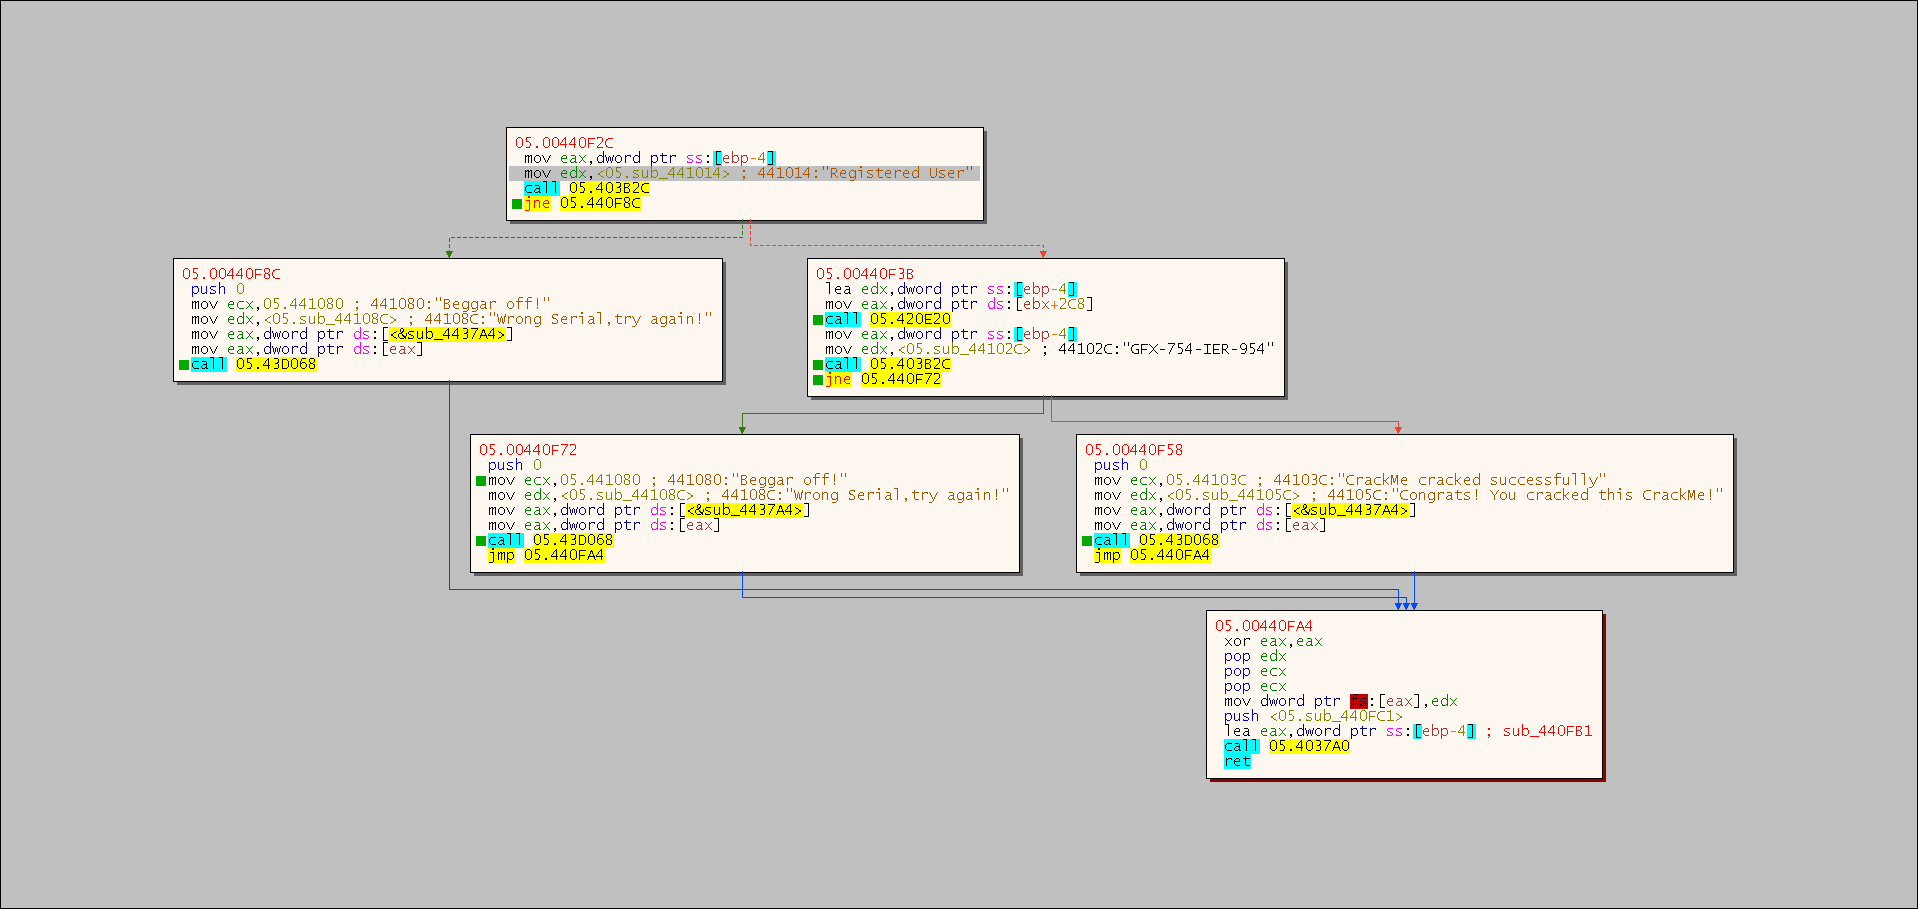 05.00440F2C
mov eax,dword ptr ss:[ebp-4]
mov edx,<05.sub_441014> ; 441014:"Registered User"
call 05.403B2C
jne 05.440F8C
05.00440F8C
push 0
mov ecx,05.441080 ; 441080:"Beggar off!"
mov edx,<05.sub_44108C> ; 44108C:"Wrong Serial,try again!"
mov eax,dword ptr ds:[<&sub_4437A4>]
mov eax,dword ptr ds:[eax]
call 05.43D068
05.00440F3B
lea edx,dword ptr ss:[ebp-4]
mov eax,dword ptr ds:[ebx+2C8]
call 05.420E20
mov eax,dword ptr ss:[ebp-4]
mov edx,<05.sub_44102C> ; 44102C:"GFX-754-IER-954"
call 05.403B2C
jne 05.440F72
05.00440F72
push 0
mov ecx,05.441080 ; 441080:"Beggar off!"
mov edx,<05.sub_44108C> ; 44108C:"Wrong Serial,try again!"
mov eax,dword ptr ds:[<&sub_4437A4>]
mov eax,dword ptr ds:[eax]
call 05.43D068
jmp 05.440FA4
05.00440F58
push 0
mov ecx,05.44103C ; 44103C:"CrackMe cracked successfully"
mov edx,<05.sub_44105C> ; 44105C:"Congrats! You cracked this CrackMe!"
mov eax,dword ptr ds:[<&sub_4437A4>]
mov eax,dword ptr ds:[eax]
call 05.43D068
jmp 05.440FA4
05.00440FA4
xor eax,eax
pop edx
pop ecx
pop ecx
mov dword ptr fs:[eax],edx
push <05.sub_440FC1>
lea eax,dword ptr ss:[ebp-4] ; sub_440FB1
call 05.4037A0
ret